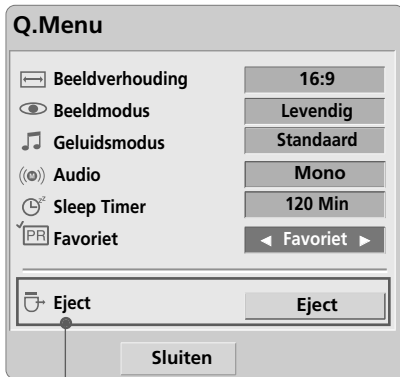 Q.Menu
Beeldverhouding 16:9
Beeldmodus Levendig
Geluidsmodus Standaard
Audio Mono
Sleep Timer 120 Min
PR Favoriet ◄ Favoriet ►
Eject Eject
Sluiten